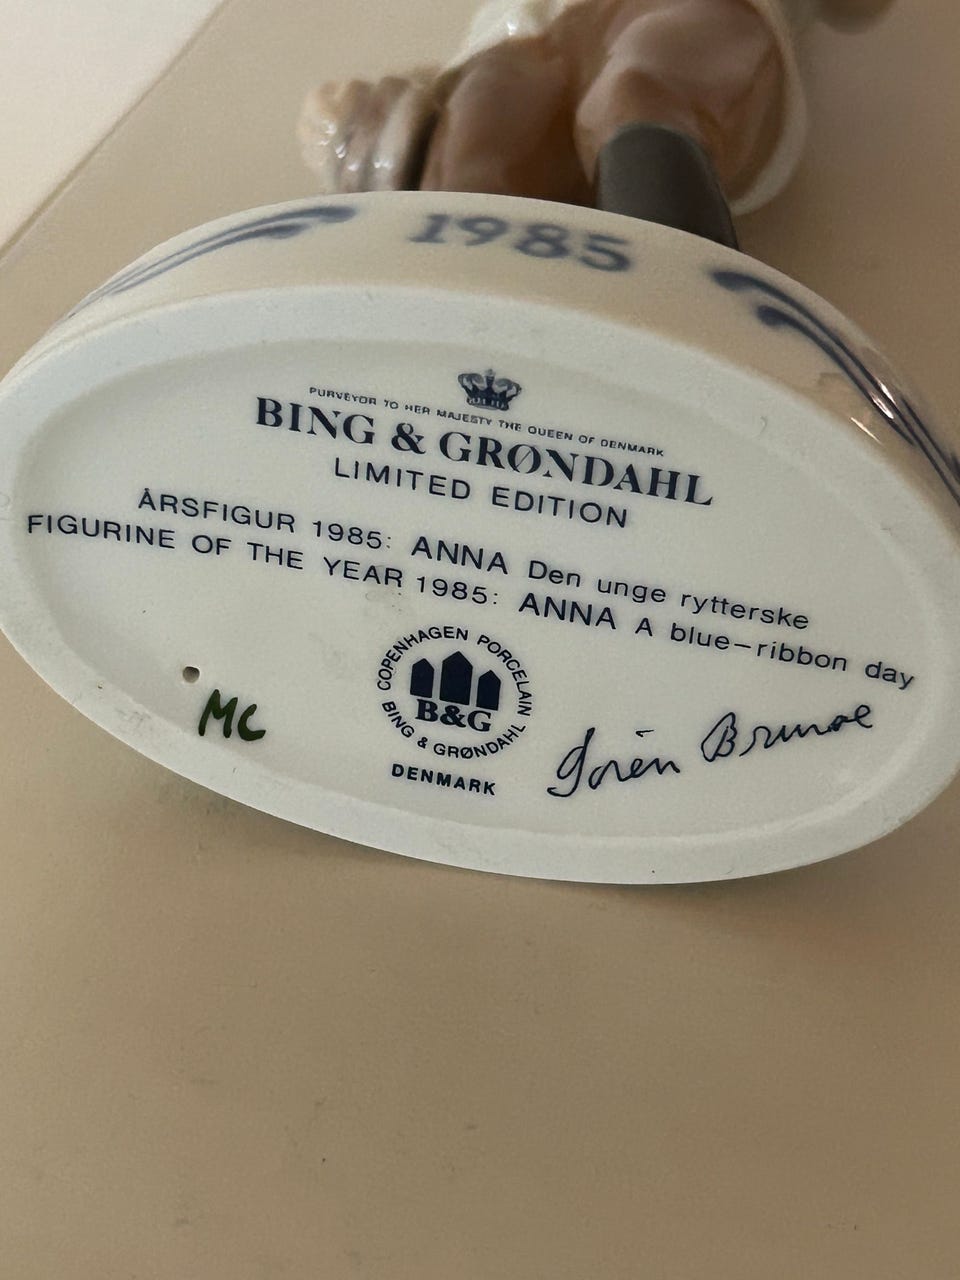 1985
PURVEYOR TO HER MAJESTY THE QUEEN OF DENMARK
BING & GRØNDAHL
LIMITED EDITION
ÅRSFIGUR 1985: ANNA Den unge rytterske
FIGURINE OF THE YEAR 1985: ANNA A blue-ribbon day
COPENHAGEN PORCELAIN
B&G
BING & GRØNDAHL
DENMARK
MC